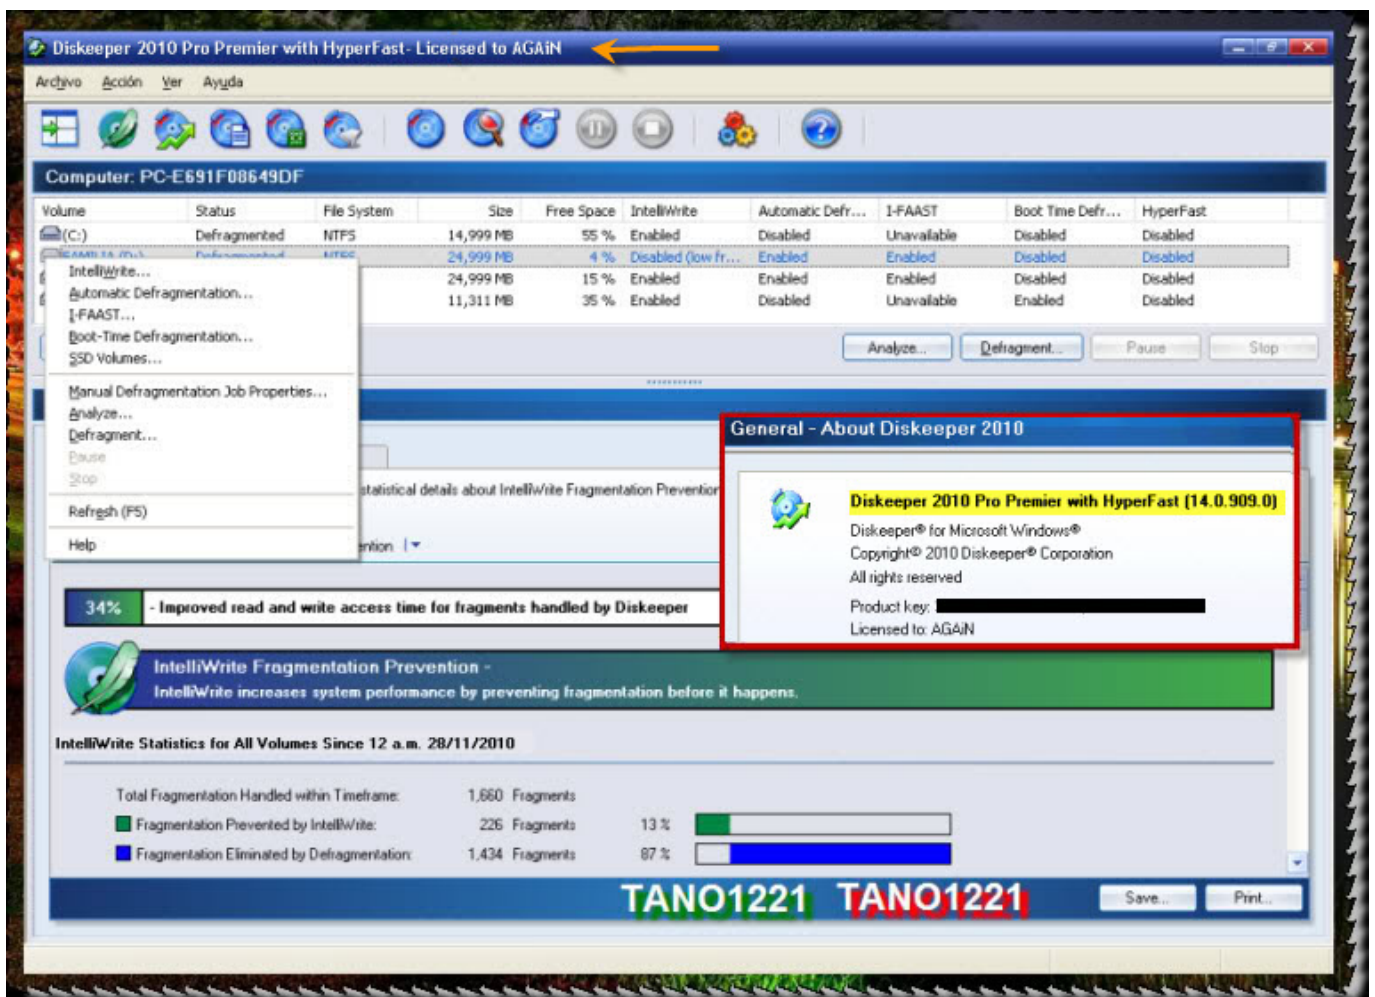 Diskeeper 2010 Pro Premier with HyperFast- Licensed to AGAiN
Archivo Acción Ver Ayuda
Computer: PC-E691F08649DF
Volume Status File System Size Free Space IntelliWrite Automatic Defr... I-FAAST Boot Time Defr... HyperFast
(C:) Defragmented NTFS 14,999 MB 55 % Enabled Disabled Unavailable Disabled Disabled
FAMILIA (D:) Defragmented NTFS 24,999 MB 4 % Disabled (low fr... Enabled Enabled Disabled Disabled
24,999 MB 15 % Enabled Enabled Enabled Disabled Disabled
11,311 MB 35 % Enabled Disabled Unavailable Enabled Disabled
IntelliWrite...
Automatic Defragmentation...
I-FAAST...
Boot-Time Defragmentation...
SSD Volumes...
Manual Defragmentation Job Properties...
Analyze...
Defragment...
Pause
Stop
Refresh (F5)
Help
Analyze... Defragment... Pause Stop
statistical details about IntelliWrite Fragmentation Prevention
ention
General - About Diskeeper 2010
Diskeeper 2010 Pro Premier with HyperFast (14.0.909.0)
Diskeeper® for Microsoft Windows®
Copyright© 2010 Diskeeper® Corporation
All rights reserved
Product key:
Licensed to: AGAiN
34% - Improved read and write access time for fragments handled by Diskeeper
IntelliWrite Fragmentation Prevention -
IntelliWrite increases system performance by preventing fragmentation before it happens.
IntelliWrite Statistics for All Volumes Since 12 a.m. 28/11/2010
Total Fragmentation Handled within Timeframe: 1,660 Fragments
Fragmentation Prevented by IntelliWrite: 226 Fragments 13 %
Fragmentation Eliminated by Defragmentation: 1,434 Fragments 87 %
TANO1221 TANO1221 Save... Print...